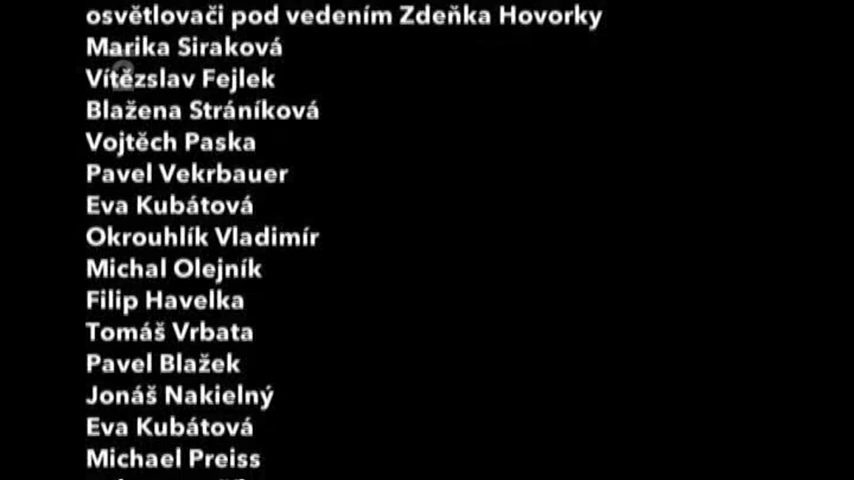 osvětlovači pod vedením Zdeňka Hovorky
Marika Siraková
Vítězslav Fejlek
Blažena Stráníková
Vojtěch Paska
Pavel Vekrbauer
Eva Kubátová
Okrouhlík Vladimír
Michal Olejník
Filip Havelka
Tomáš Vrbata
Pavel Blažek
Jonáš Nakielný
Eva Kubátová
Michael Preiss